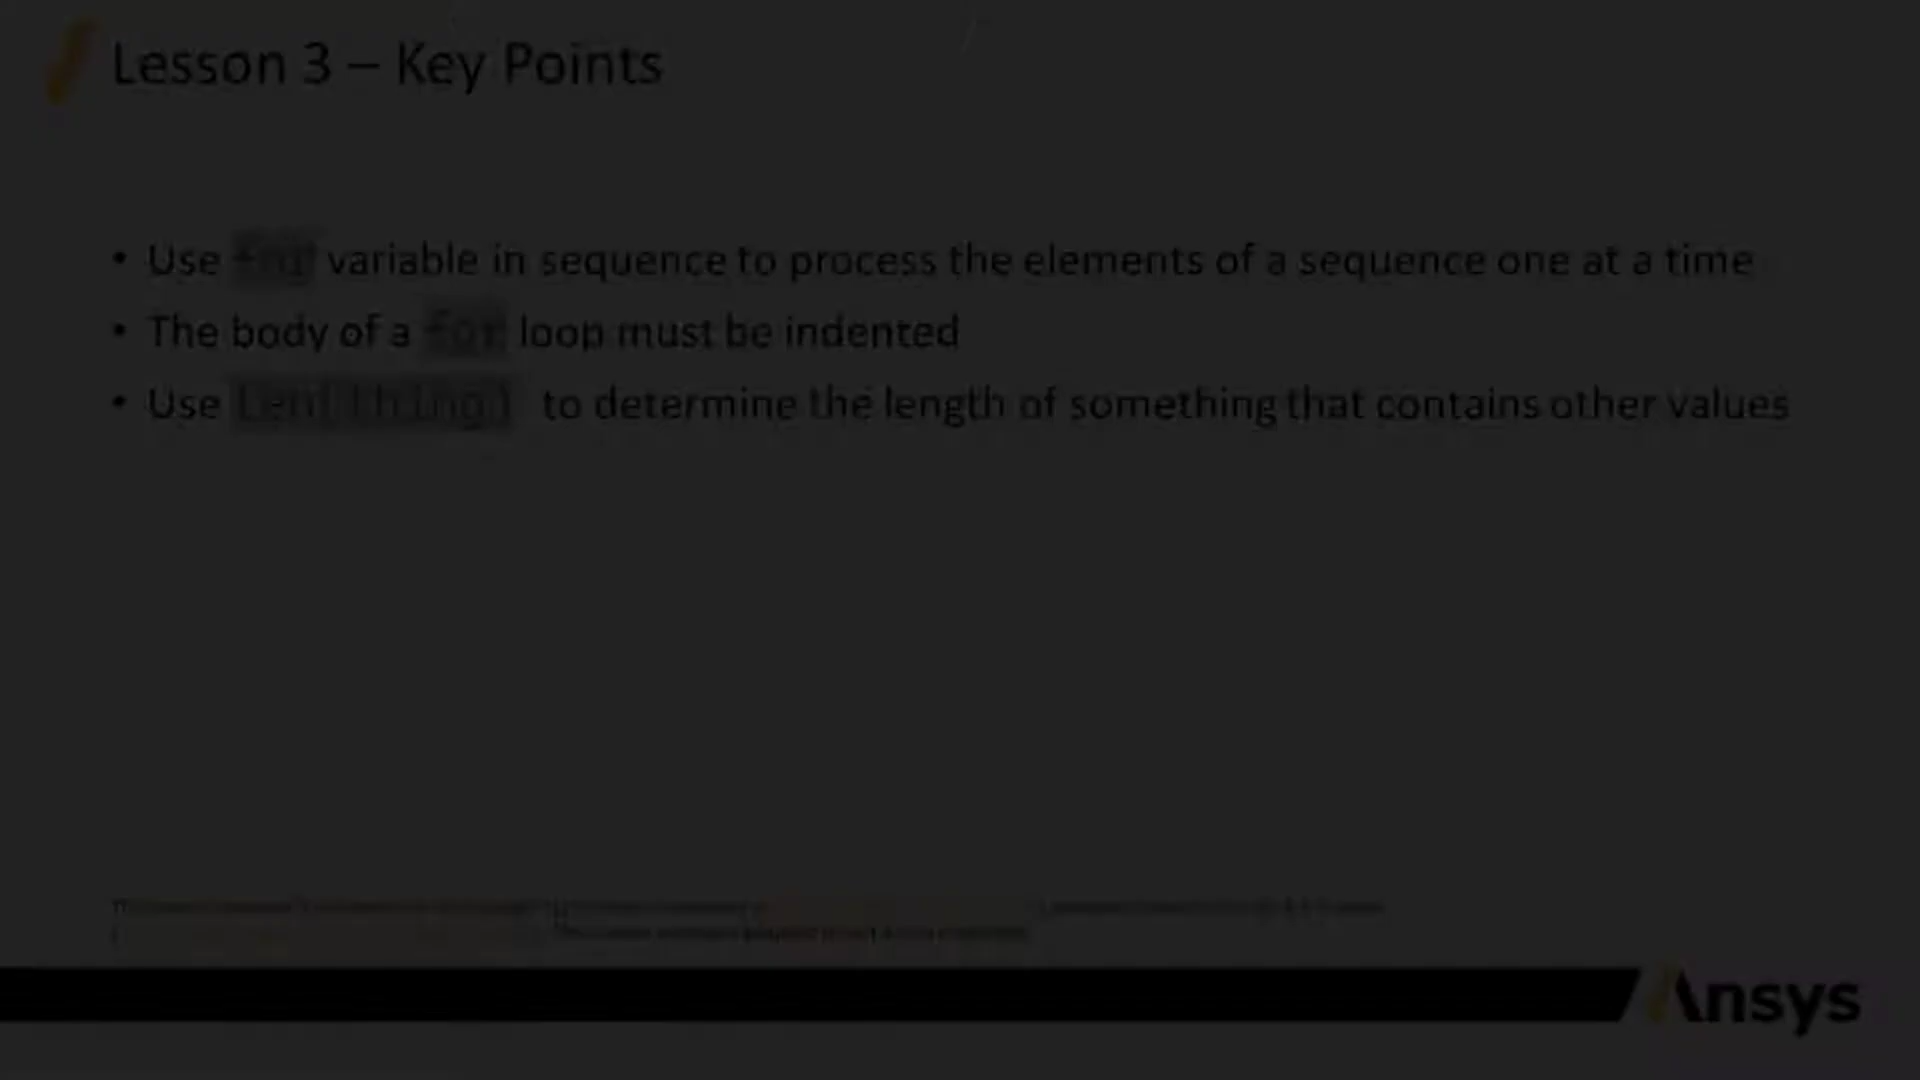 Lesson 3 – Key Points
• Use for variable in sequence to process the elements of a sequence one at a time
• The body of a for loop must be indented
• Use len(thing) to determine the length of something that contains other values
Ansys